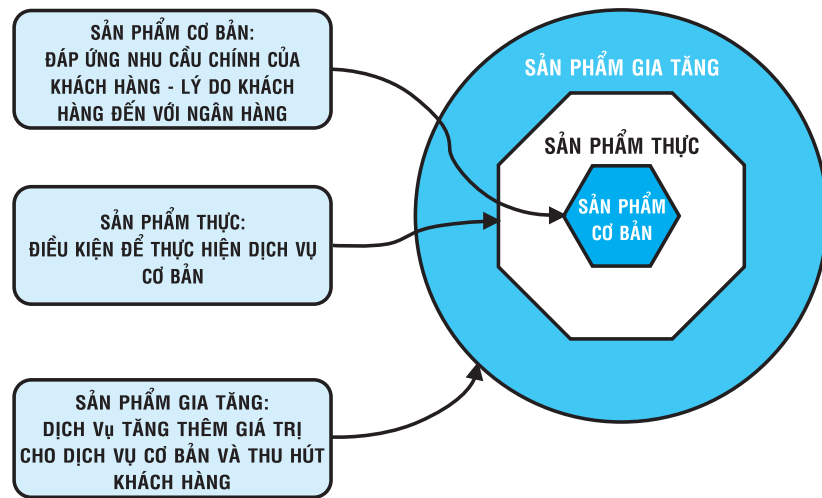 SẢN PHẨM CƠ BẢN:
ĐÁP ỨNG NHU CẦU CHÍNH CỦA
KHÁCH HÀNG - LÝ DO KHÁCH
HÀNG ĐẾN VỚI NGÂN HÀNG
SẢN PHẨM THỰC:
ĐIỀU KIỆN ĐỂ THỰC HIỆN DỊCH VỤ
CƠ BẢN
SẢN PHẨM GIA TĂNG:
DỊCH Vụ TĂNG THÊM GIÁ TRỊ
CHO DỊCH VỤ CƠ BẢN VÀ THU HÚT
KHÁCH HÀNG
SẢN PHẨM GIA TĂNG
SẢN PHẨM THỰC
SẢN PHẨM
CƠ BẢN